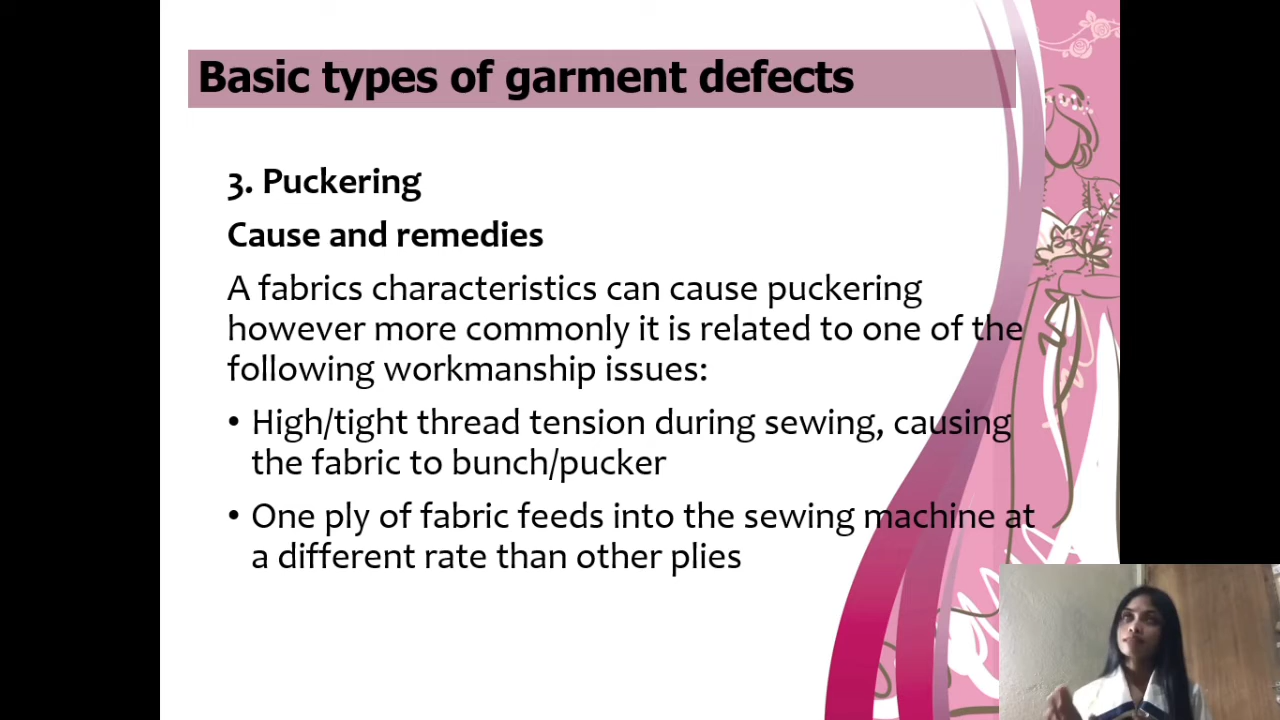 Basic types of garment defects
3. Puckering
Cause and remedies
A fabrics characteristics can cause puckering
however more commonly it is related to one of the
following workmanship issues:
• High/tight thread tension during sewing, causing
the fabric to bunch/pucker
• One ply of fabric feeds into the sewing machine at
a different rate than other plies